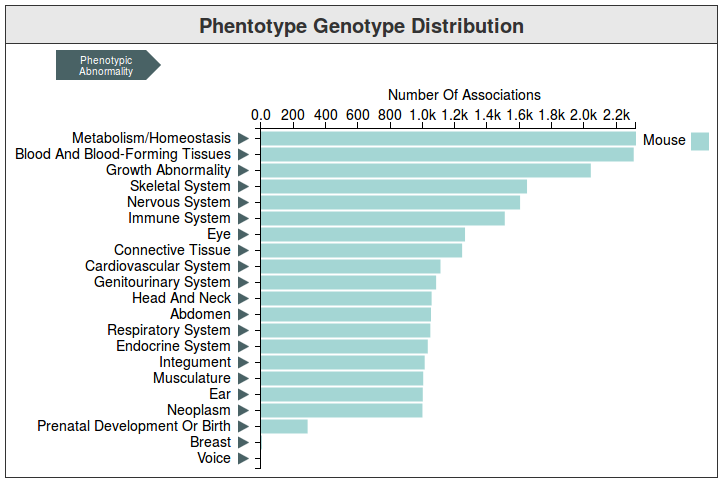 Phentotype Genotype Distribution
Phenotypic
Abnormality
Number Of Associations
0.0 200 400 600 800 1.0k 1.2k 1.4k 1.6k 1.8k 2.0k 2.2k
Metabolism/Homeostasis
Mouse
Blood And Blood-Forming Tissues
Growth Abnormality
Skeletal System
Nervous System
Immune System
Eye
Connective Tissue
Cardiovascular System
Genitourinary System
Head And Neck
Abdomen
Respiratory System
Endocrine System
Integument
Musculature
Ear
Neoplasm
Prenatal Development Or Birth
Breast
Voice